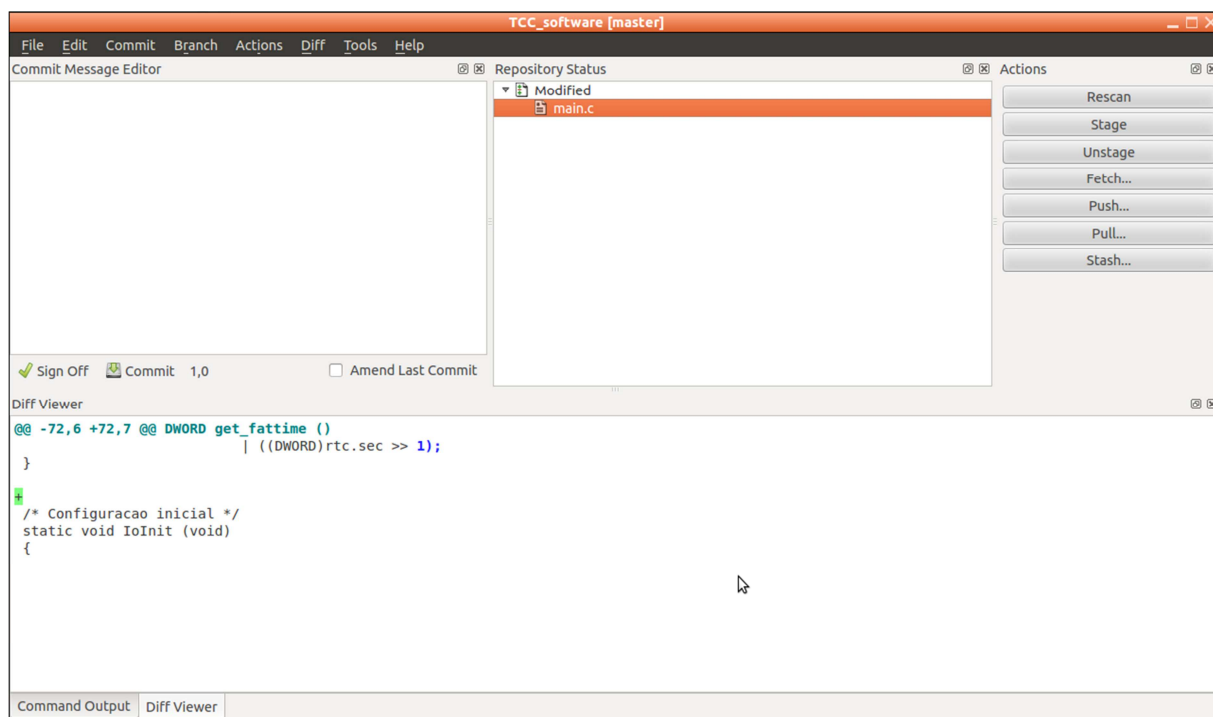 TCC_software [master]
File Edit Commit Branch Actions Diff Tools Help
Commit Message Editor
Repository Status
Modified
main.c
Actions
Rescan
Stage
Unstage
Fetch...
Push...
Pull...
Stash...
Sign Off Commit 1,0 Amend Last Commit
Diff Viewer
@@ -72,6 +72,7 @@ DWORD get_fattime ()
| ((DWORD)rtc.sec >> 1);
}
+
/* Configuracao inicial */
static void IoInit (void)
{
Command Output Diff Viewer